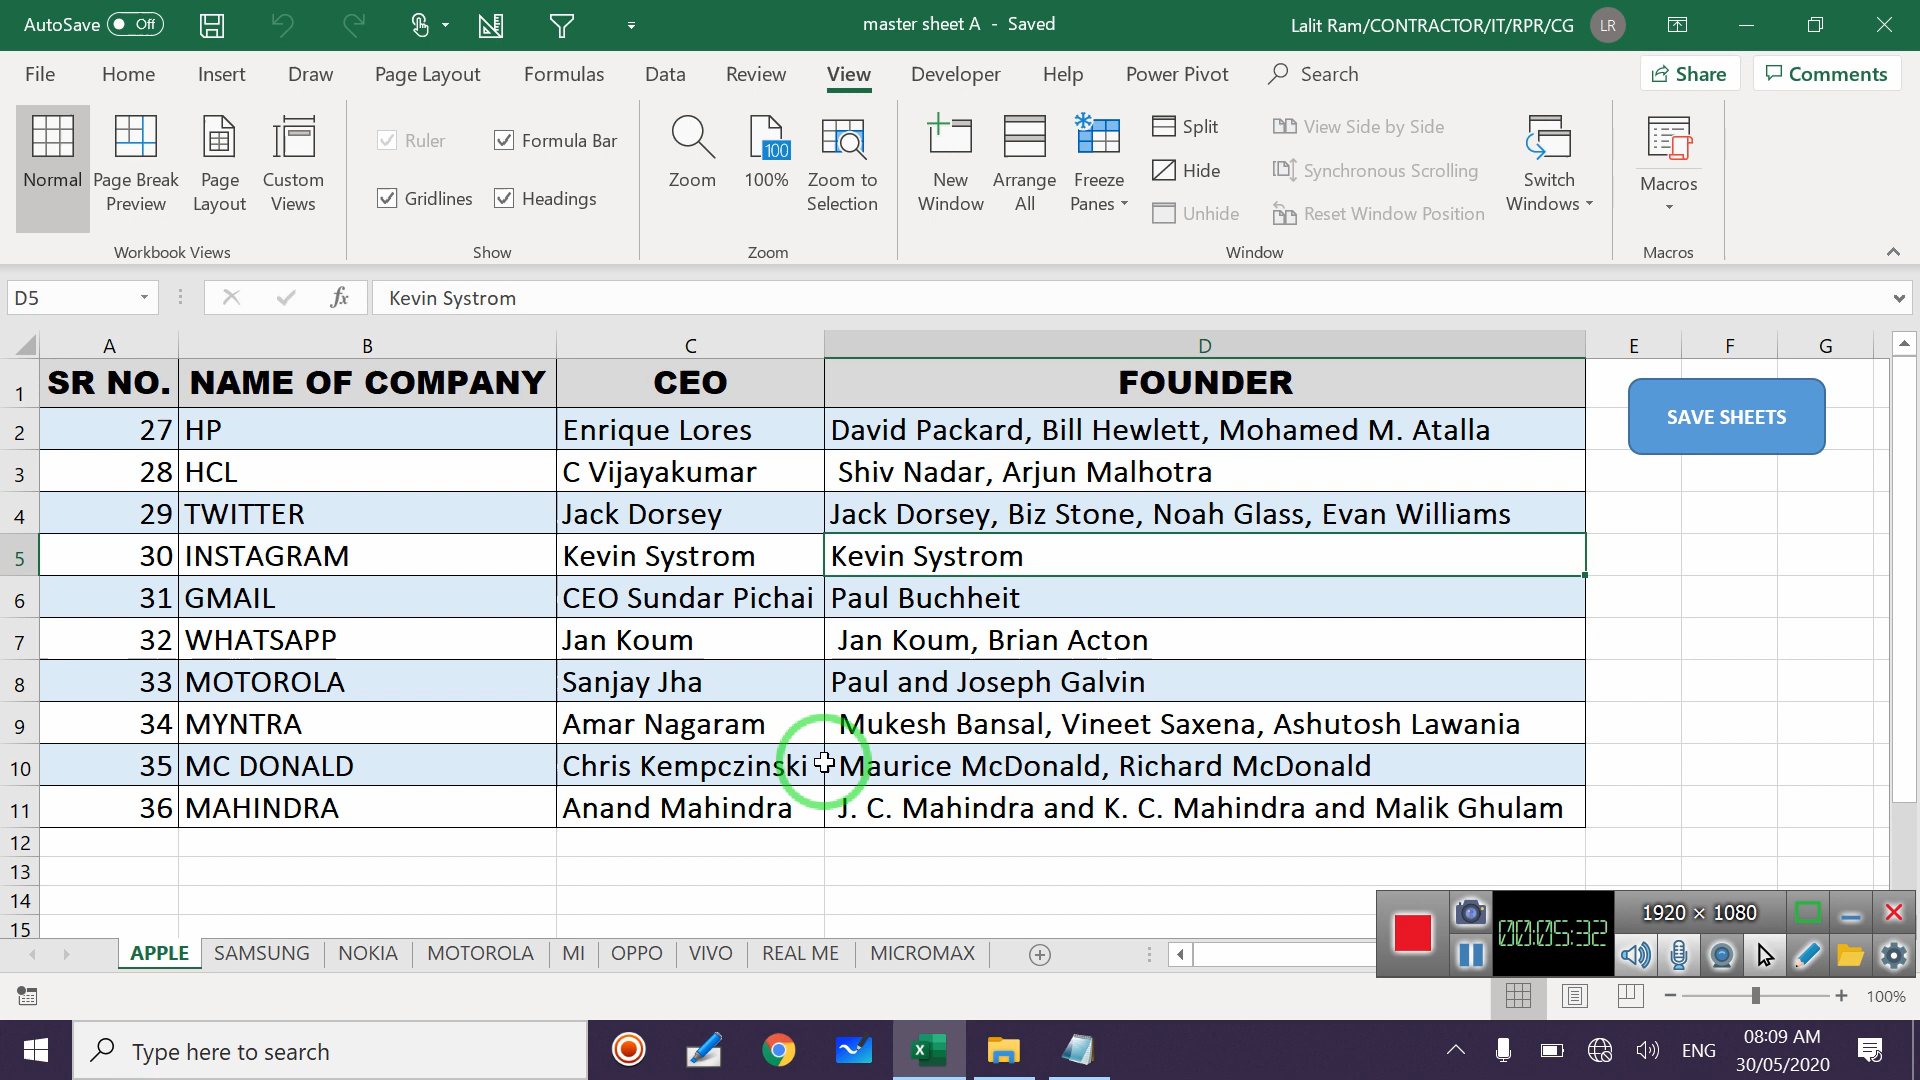 AutoSave Off
master sheet A - Saved
Lalit Ram/CONTRACTOR/IT/RPR/CG LR
File Home Insert Draw Page Layout Formulas Data Review View Developer Help Power Pivot Search
Share Comments
Normal Page Break Preview Page Layout Custom Views
Workbook Views
Ruler Formula Bar
Gridlines Headings
Show
Zoom 100 100% Zoom to Selection
Zoom
New Window Arrange All Freeze Panes
Split
Hide
Unhide
View Side by Side
Synchronous Scrolling
Reset Window Position
Switch Windows
Window
Macros
Macros
D5 fx Kevin Systrom
A B C D E F G
1 SR NO. NAME OF COMPANY CEO FOUNDER
SAVE SHEETS
2 27 HP Enrique Lores David Packard, Bill Hewlett, Mohamed M. Atalla
3 28 HCL C Vijayakumar Shiv Nadar, Arjun Malhotra
4 29 TWITTER Jack Dorsey Jack Dorsey, Biz Stone, Noah Glass, Evan Williams
5 30 INSTAGRAM Kevin Systrom Kevin Systrom
6 31 GMAIL CEO Sundar Pichai Paul Buchheit
7 32 WHATSAPP Jan Koum Jan Koum, Brian Acton
8 33 MOTOROLA Sanjay Jha Paul and Joseph Galvin
9 34 MYNTRA Amar Nagaram Mukesh Bansal, Vineet Saxena, Ashutosh Lawania
10 35 MC DONALD Chris Kempczinski Maurice McDonald, Richard McDonald
11 36 MAHINDRA Anand Mahindra J. C. Mahindra and K. C. Mahindra and Malik Ghulam
12
13
14
15
1920 × 1080
00:05:32
APPLE SAMSUNG NOKIA MOTOROLA MI OPPO VIVO REAL ME MICROMAX
100%
Type here to search
ENG
08:09 AM
30/05/2020